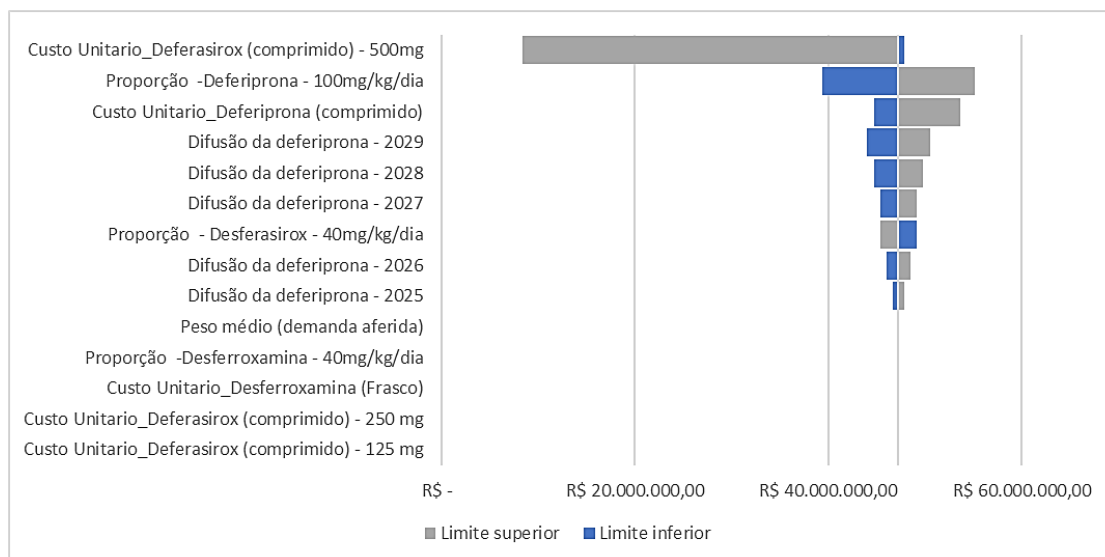 Custo Unitario_Deferasirox (comprimido) - 500mg
Proporção -Deferiprona - 100mg/kg/dia
Custo Unitario_Deferiprona (comprimido)
Difusão da deferiprona - 2029
Difusão da deferiprona - 2028
Difusão da deferiprona - 2027
Proporção - Desferasirox - 40mg/kg/dia
Difusão da deferiprona - 2026
Difusão da deferiprona - 2025
Peso médio (demanda aferida)
Proporção -Desferroxamina - 40mg/kg/dia
Custo Unitario_Desferroxamina (Frasco)
Custo Unitario_Deferasirox (comprimido) - 250 mg
Custo Unitario_Deferasirox (comprimido) - 125 mg
R$ - R$ 20.000.000,00 R$ 40.000.000,00 R$ 60.000.000,00
Limite superior Limite inferior